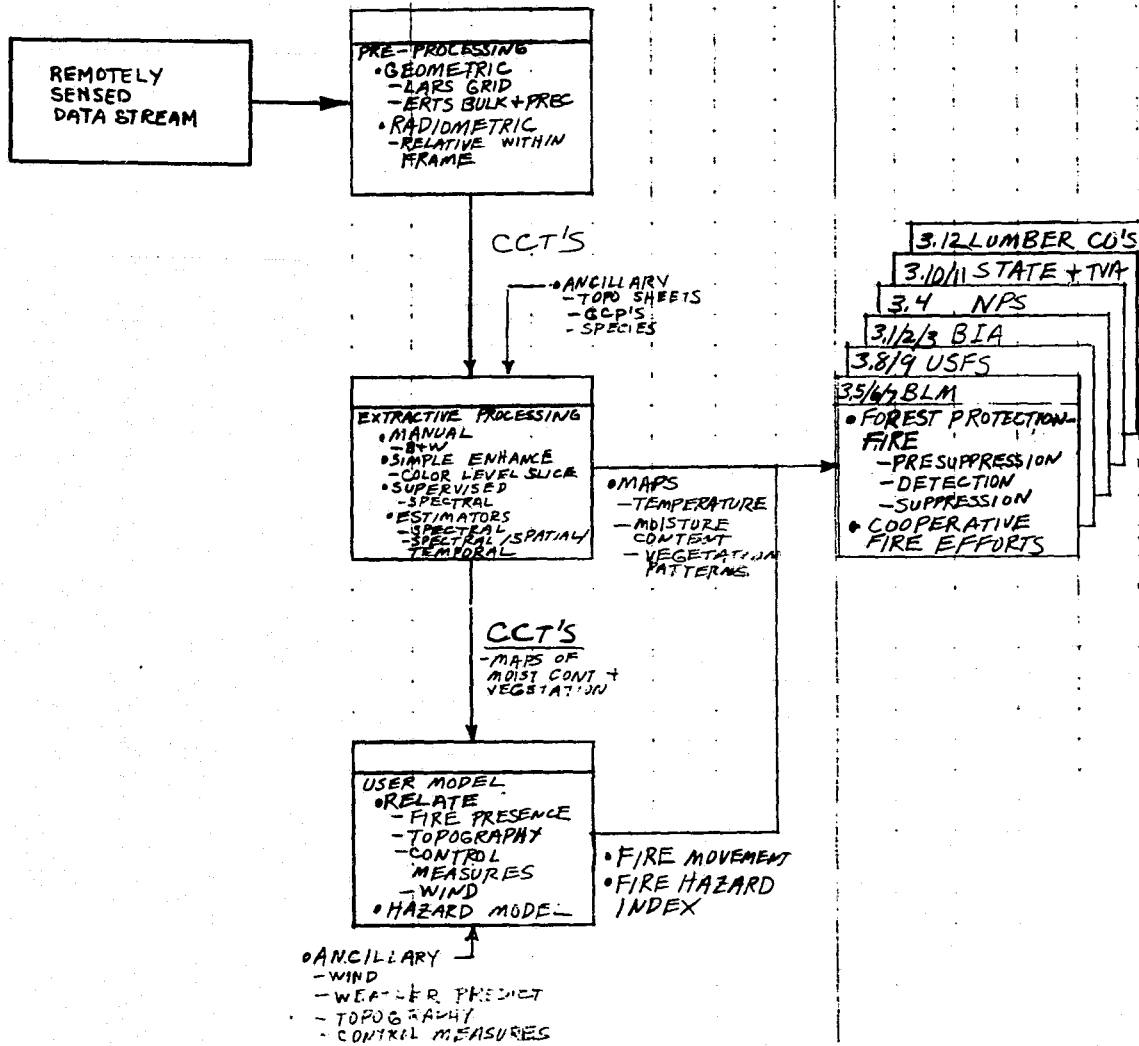 REMOTELY
SENSED
DATA STREAM
PRE-PROCESSING
•GEOMETRIC
-LARS GRID
-ERTS BULK+PREC
•RADIOMETRIC
-RELATIVE WITHIN
FRAME
CCT'S
•ANCILLARY
-TOPO SHEETS
-GCP'S
-SPECIES
EXTRACTIVE PROCESSING
•MANUAL
-B+W
•SIMPLE ENHANCE
-COLOR LEVEL SLICE
•SUPERVISED
-SPECTRAL
•ESTIMATORS
-SPECTRAL
-SPECTRAL/SPATIAL/
TEMPORAL
•MAPS
-TEMPERATURE
-MOISTURE
CONTENT
-VEGETATION
PATTERNS.
3.12 LUMBER CO'S
3.10/11 STATE + TVA
3.4 NPS
3.1/2/3 BIA
3.8/9 USFS
3.5/6/7 BLM
•FOREST PROTECTION-
FIRE
-PRESUPPRESSION
-DETECTION
-SUPPRESSION
•COOPERATIVE
FIRE EFFORTS
CCT'S
-MAPS OF
MOIST CONT +
VEGETATION
USER MODEL
•RELATE
-FIRE PRESENCE
-TOPOGRAPHY
-CONTROL
MEASURES
-WIND
•HAZARD MODEL
•FIRE MOVEMENT
•FIRE HAZARD
INDEX
•ANCILLARY
-WIND
-WEATHER PREDICT
-TOPOGRAPHY
-CONTROL MEASURES